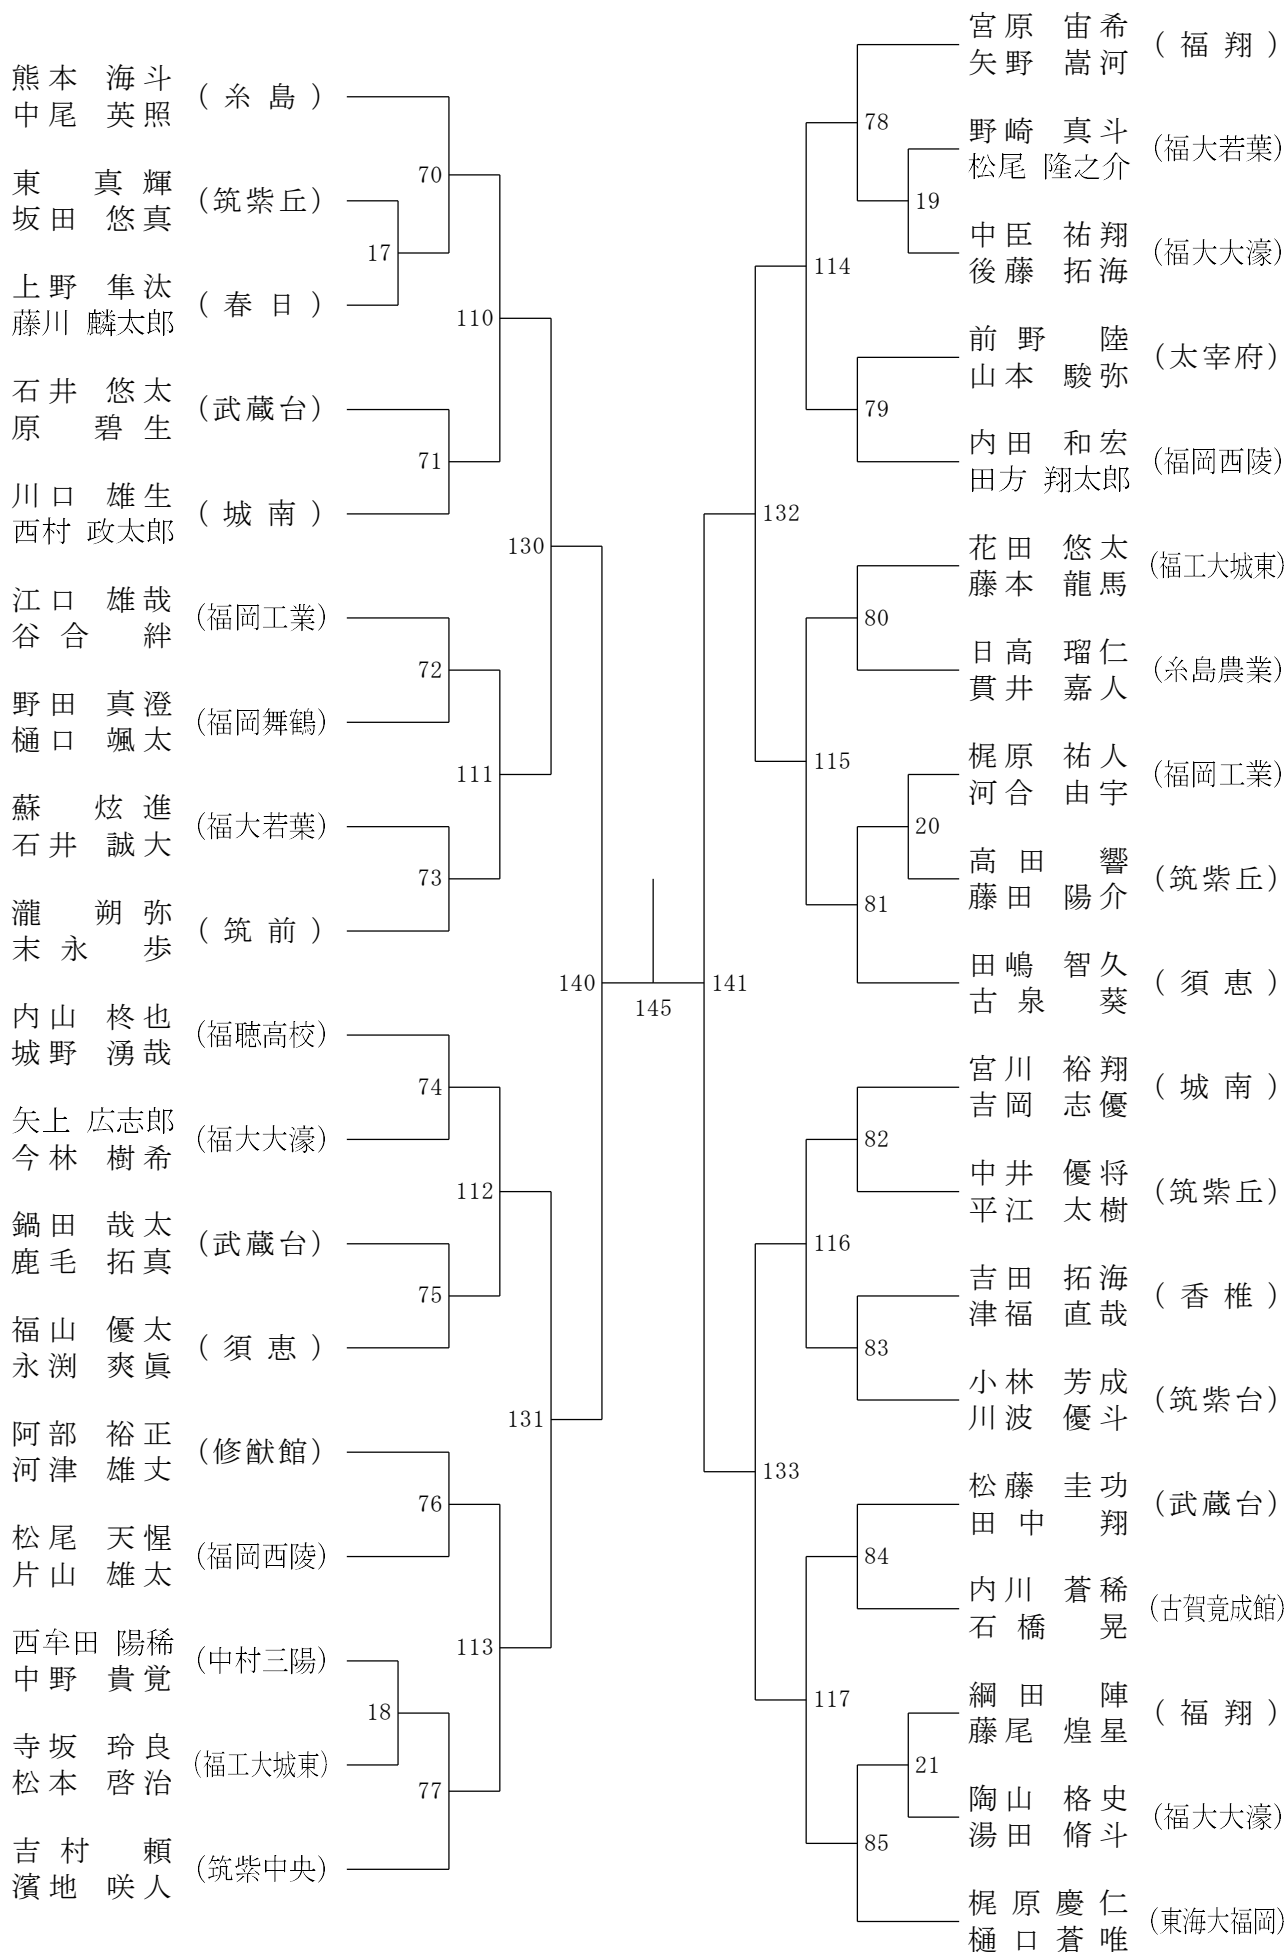 熊本 海斗
中尾 英照
(糸島)
東 真輝
坂田 悠真
(筑紫丘)
上野 隼汰
藤川 麟太郎
(春日)
石井 悠太
原 碧生
(武蔵台)
川口 雄生
西村 政太郎
(城南)
江口 雄哉
谷合 絆
(福岡工業)
野田 真澄
樋口 颯太
(福岡舞鶴)
蘇 炫進
石井 誠大
(福大若葉)
瀧 朔弥
末永 歩
(筑前)
内山 柊也
城野 湧哉
(福聴高校)
矢上 広志郎
今林 樹希
(福大大濠)
鍋田 哉太
鹿毛 拓真
(武蔵台)
福山 優太
永渕 爽眞
(須恵)
阿部 裕正
河津 雄丈
(修猷館)
松尾 天惺
片山 雄太
(福岡西陵)
西牟田 陽稀
中野 貴覚
(中村三陽)
寺坂 玲良
松本 啓治
(福工大城東)
吉村 頼
濱地 咲人
(筑紫中央)
17
18
70
71
72
73
74
75
76
77
110
111
112
113
130
131
140
145
141
132
133
114
115
116
117
78
79
80
81
82
83
84
85
19
20
21
宮原 宙希
矢野 嵩河
(福翔)
野崎 真斗
松尾 隆之介
(福大若葉)
中臣 祐翔
後藤 拓海
(福大大濠)
前野 陸
山本 駿弥
(太宰府)
内田 和宏
田方 翔太郎
(福岡西陵)
花田 悠太
藤本 龍馬
(福工大城東)
日高 瑠仁
貫井 嘉人
(糸島農業)
梶原 祐人
河合 由宇
(福岡工業)
高田 響
藤田 陽介
(筑紫丘)
田嶋 智久
古泉 葵
(須恵)
宮川 裕翔
吉岡 志優
(城南)
中井 優将
平江 太樹
(筑紫丘)
吉田 拓海
津福 直哉
(香椎)
小林 芳成
川波 優斗
(筑紫台)
松藤 圭功
田中 翔
(武蔵台)
内川 蒼稀
石橋 晃
(古賀竟成館)
綱田 陣
藤尾 煌星
(福翔)
陶山 格史
湯田 脩斗
(福大大濠)
梶原 慶仁
樋口 蒼唯
(東海大福岡)